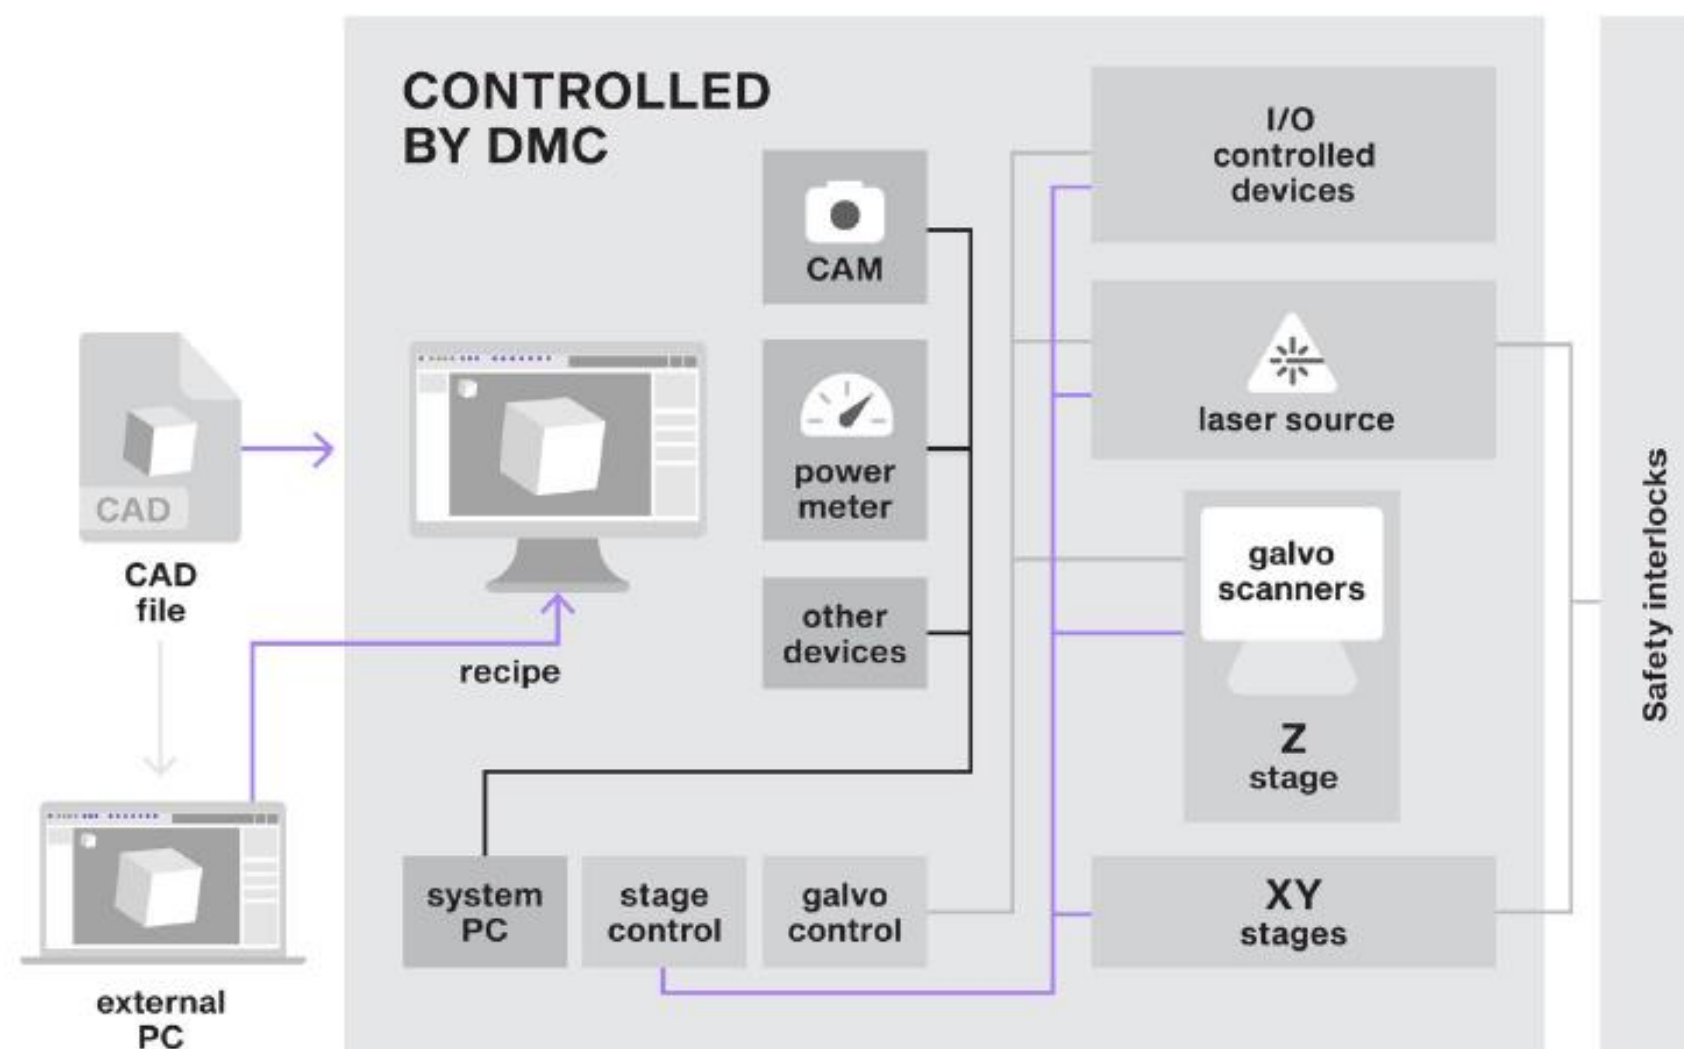 CONTROLLED
BY DMC
I/O
controlled
devices
CAM
laser source
power
meter
galvo
scanners
Z
stage
other
devices
CAD
CAD
file
recipe
system
PC
stage
control
galvo
control
XY
stages
external
PC
Safety interlocks